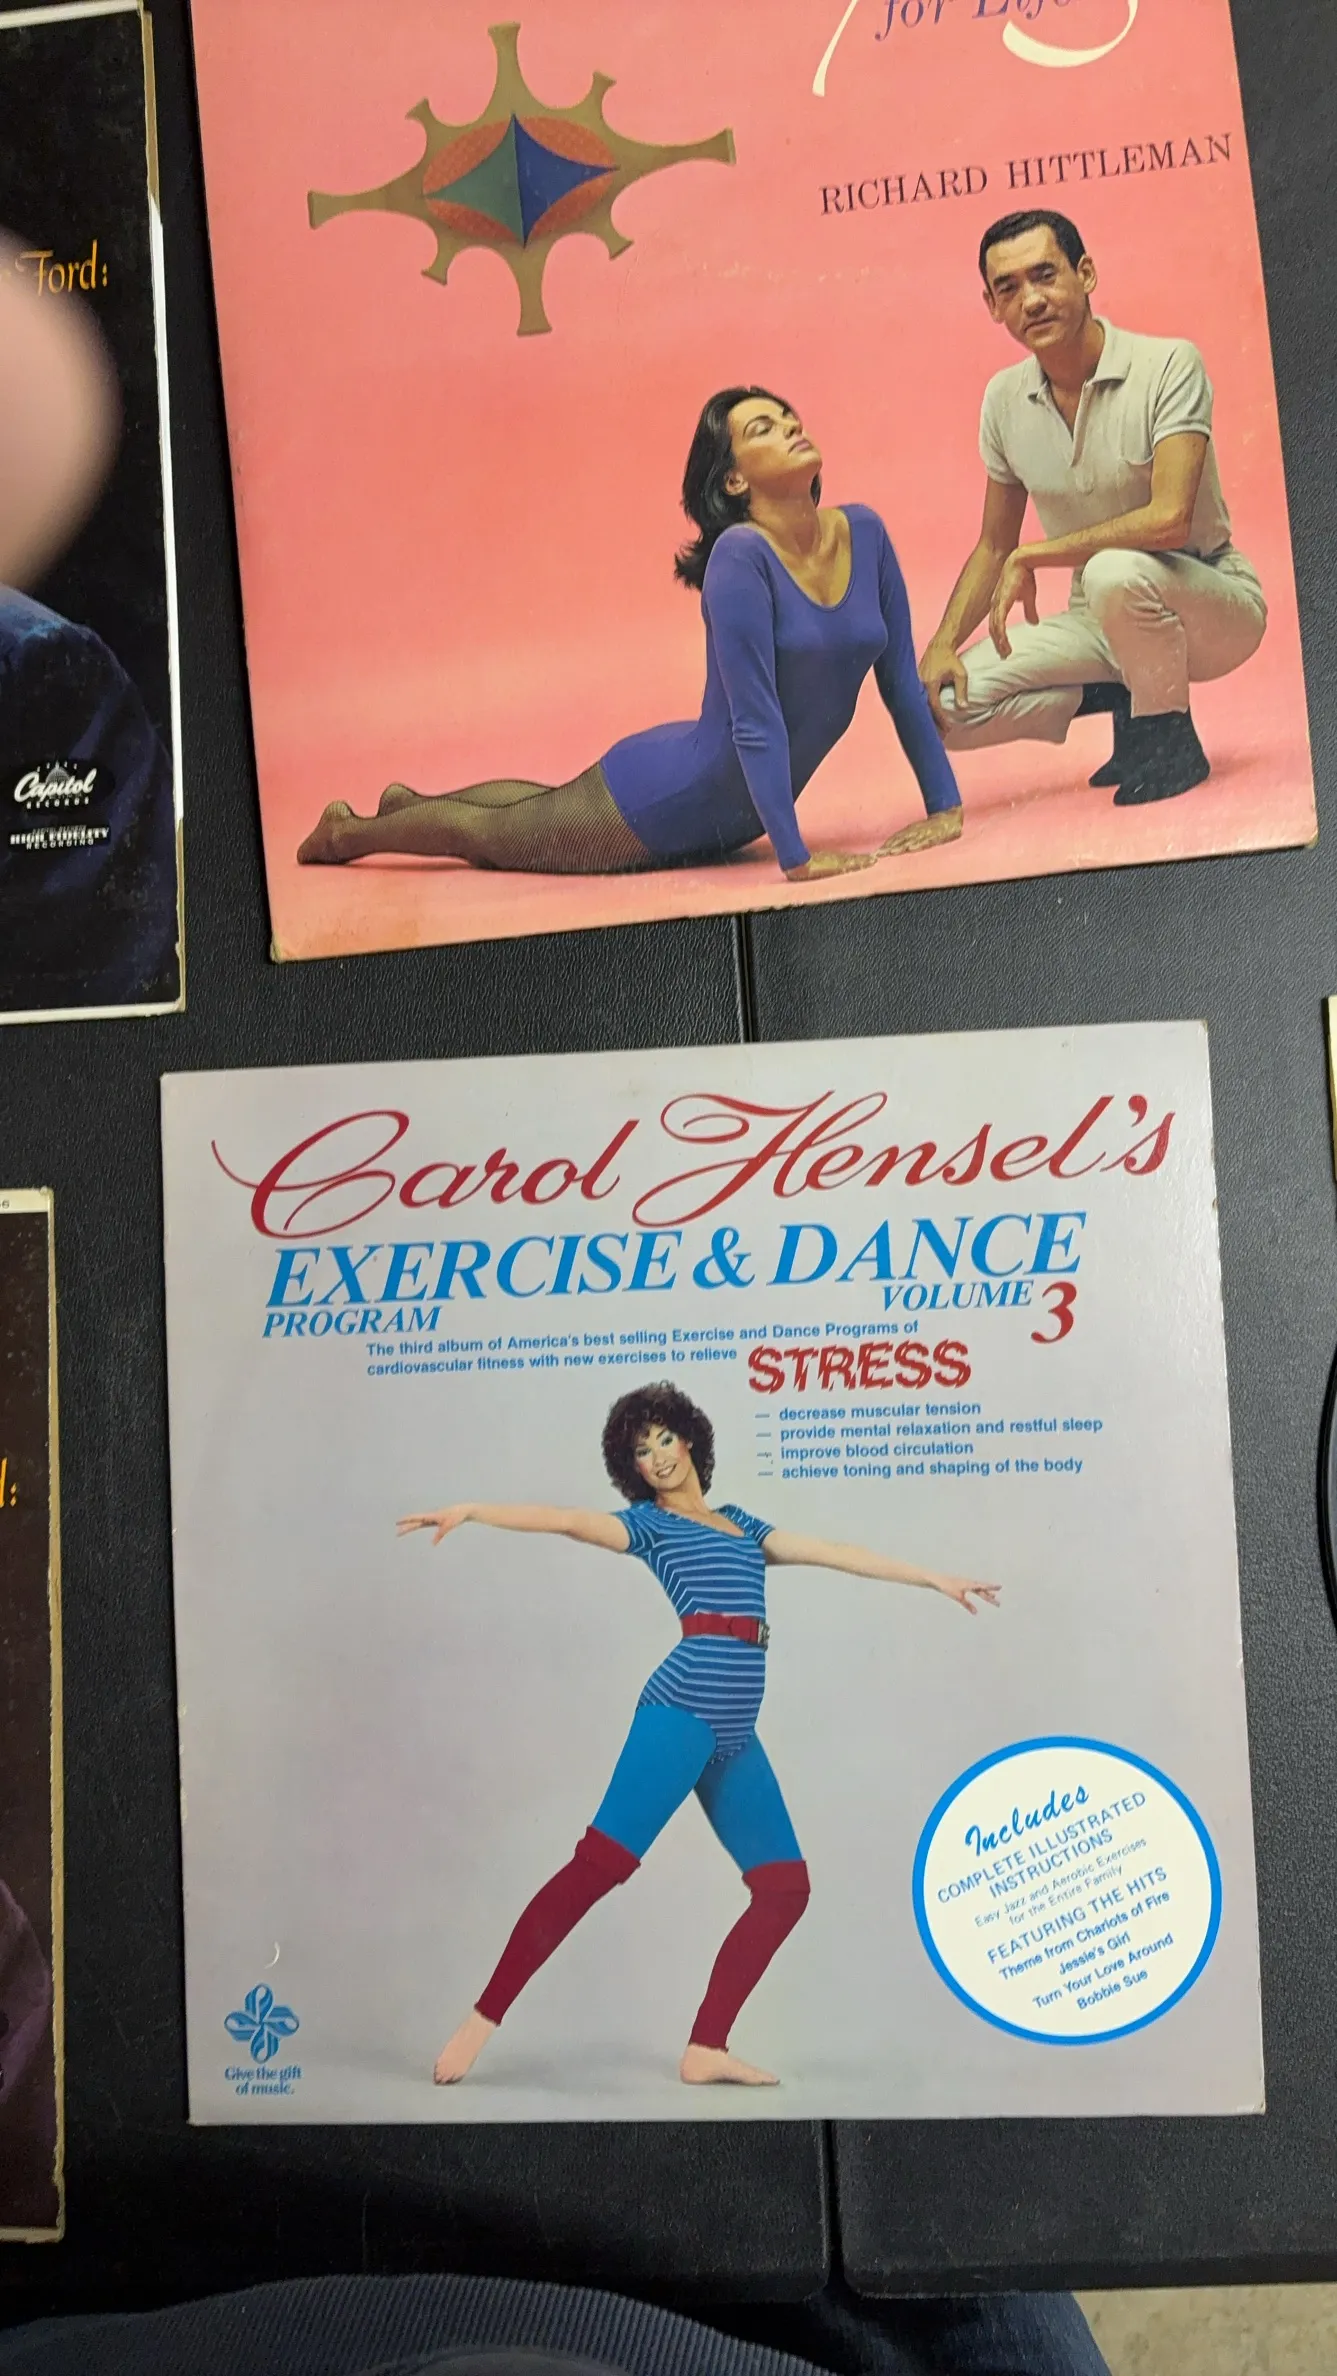 for Life
RICHARD HITTLEMAN
Ford:
Capitol
RECORDS
HIGH FIDELITY
RECORDING
Carol Hensel's
EXERCISE & DANCE
PROGRAM
VOLUME 3
The third album of America's best selling Exercise and Dance Programs of
cardiovascular fitness with new exercises to relieve STRESS
— decrease muscular tension
— provide mental relaxation and restful sleep
— improve blood circulation
— achieve toning and shaping of the body
Includes
COMPLETE ILLUSTRATED
INSTRUCTIONS
Easy Jazz and Aerobic Exercises
for the Entire Family
FEATURING THE HITS
Theme from Chariots of Fire
Jessie's Girl
Turn Your Love Around
Bobbie Sue
Give the gift
of music.